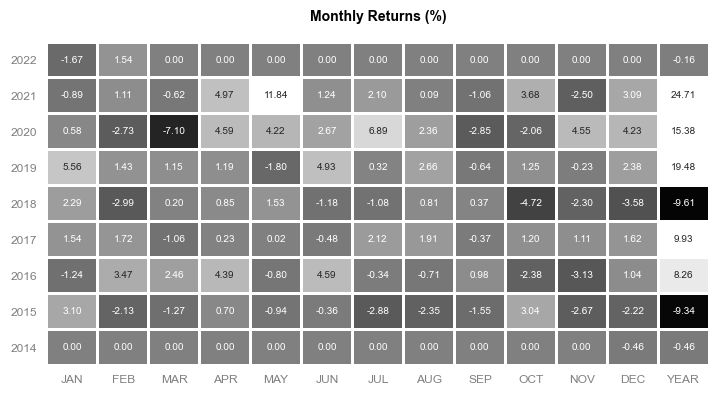 Monthly Returns (%)
2022 -1.67 1.54 0.00 0.00 0.00 0.00 0.00 0.00 0.00 0.00 0.00 0.00 -0.16
2021 -0.89 1.11 -0.62 4.97 11.84 1.24 2.10 0.09 -1.06 3.68 -2.50 3.09 24.71
2020 0.58 -2.73 -7.10 4.59 4.22 2.67 6.89 2.36 -2.85 -2.06 4.55 4.23 15.38
2019 5.56 1.43 1.15 1.19 -1.80 4.93 0.32 2.66 -0.64 1.25 -0.23 2.38 19.48
2018 2.29 -2.99 0.20 0.85 1.53 -1.18 -1.08 0.81 0.37 -4.72 -2.30 -3.58 -9.61
2017 1.54 1.72 -1.06 0.23 0.02 -0.48 2.12 1.91 -0.37 1.20 1.11 1.62 9.93
2016 -1.24 3.47 2.46 4.39 -0.80 4.59 -0.34 -0.71 0.98 -2.38 -3.13 1.04 8.26
2015 3.10 -2.13 -1.27 0.70 -0.94 -0.36 -2.88 -2.35 -1.55 3.04 -2.67 -2.22 -9.34
2014 0.00 0.00 0.00 0.00 0.00 0.00 0.00 0.00 0.00 0.00 0.00 -0.46 -0.46
JAN FEB MAR APR MAY JUN JUL AUG SEP OCT NOV DEC YEAR